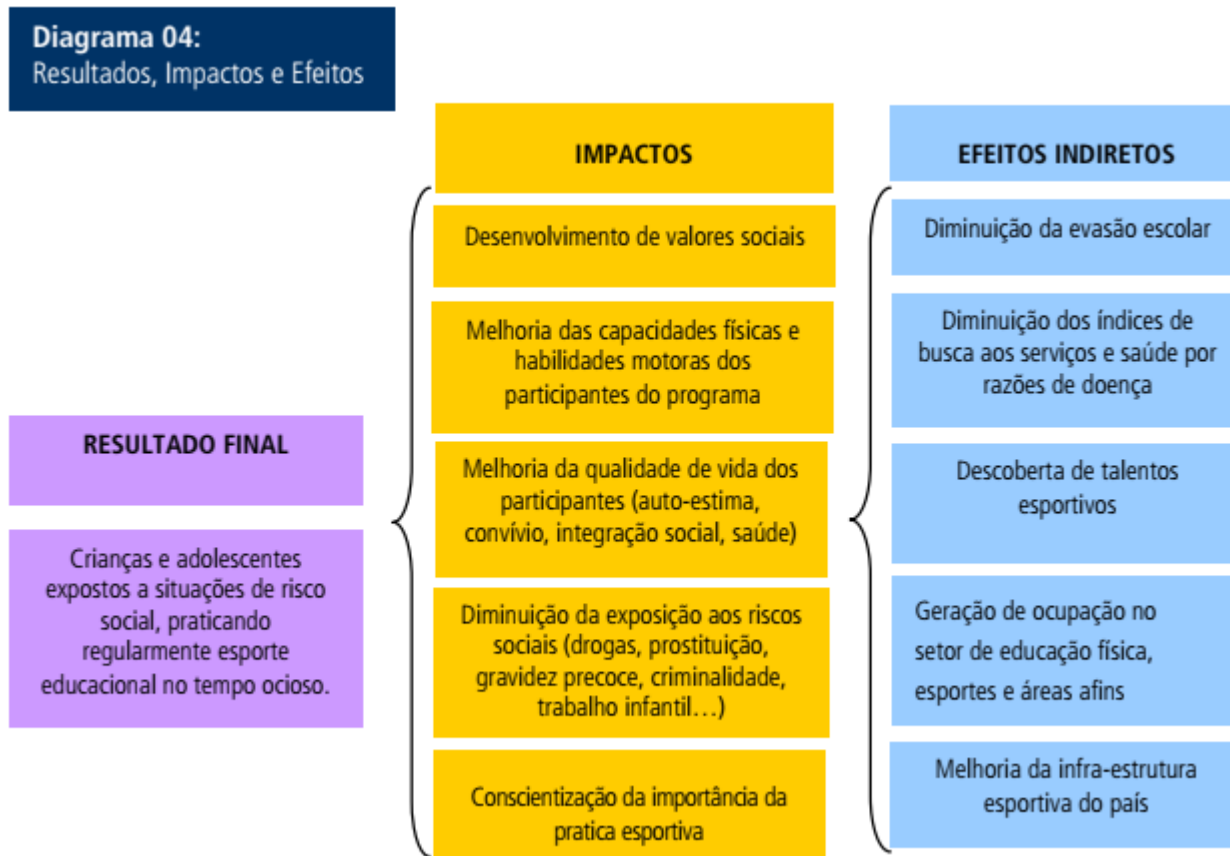 Diagrama 04:
Resultados, Impactos e Efeitos
RESULTADO FINAL
Crianças e adolescentes
expostos a situações de risco
social, praticando
regularmente esporte
educacional no tempo ocioso.
IMPACTOS
Desenvolvimento de valores sociais
Melhoria das capacidades físicas e
habilidades motoras dos
participantes do programa
Melhoria da qualidade de vida dos
participantes (auto-estima,
convívio, integração social, saúde)
Diminuição da exposição aos riscos
sociais (drogas, prostituição,
gravidez precoce, criminalidade,
trabalho infantil…)
Conscientização da importância da
pratica esportiva
EFEITOS INDIRETOS
Diminuição da evasão escolar
Diminuição dos índices de
busca aos serviços e saúde por
razões de doença
Descoberta de talentos
esportivos
Geração de ocupação no
setor de educação física,
esportes e áreas afins
Melhoria da infra-estrutura
esportiva do país